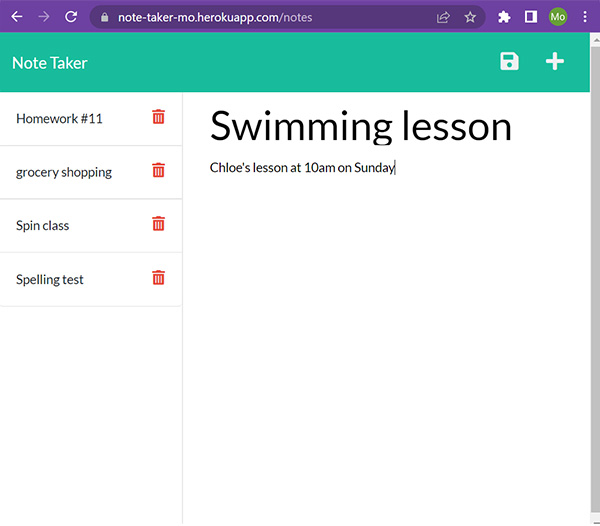 note-taker-mo.herokuapp.com/notes
Mo
Note Taker
Homework #11
grocery shopping
Spin class
Spelling test
Swimming lesson
Chloe's lesson at 10am on Sunday